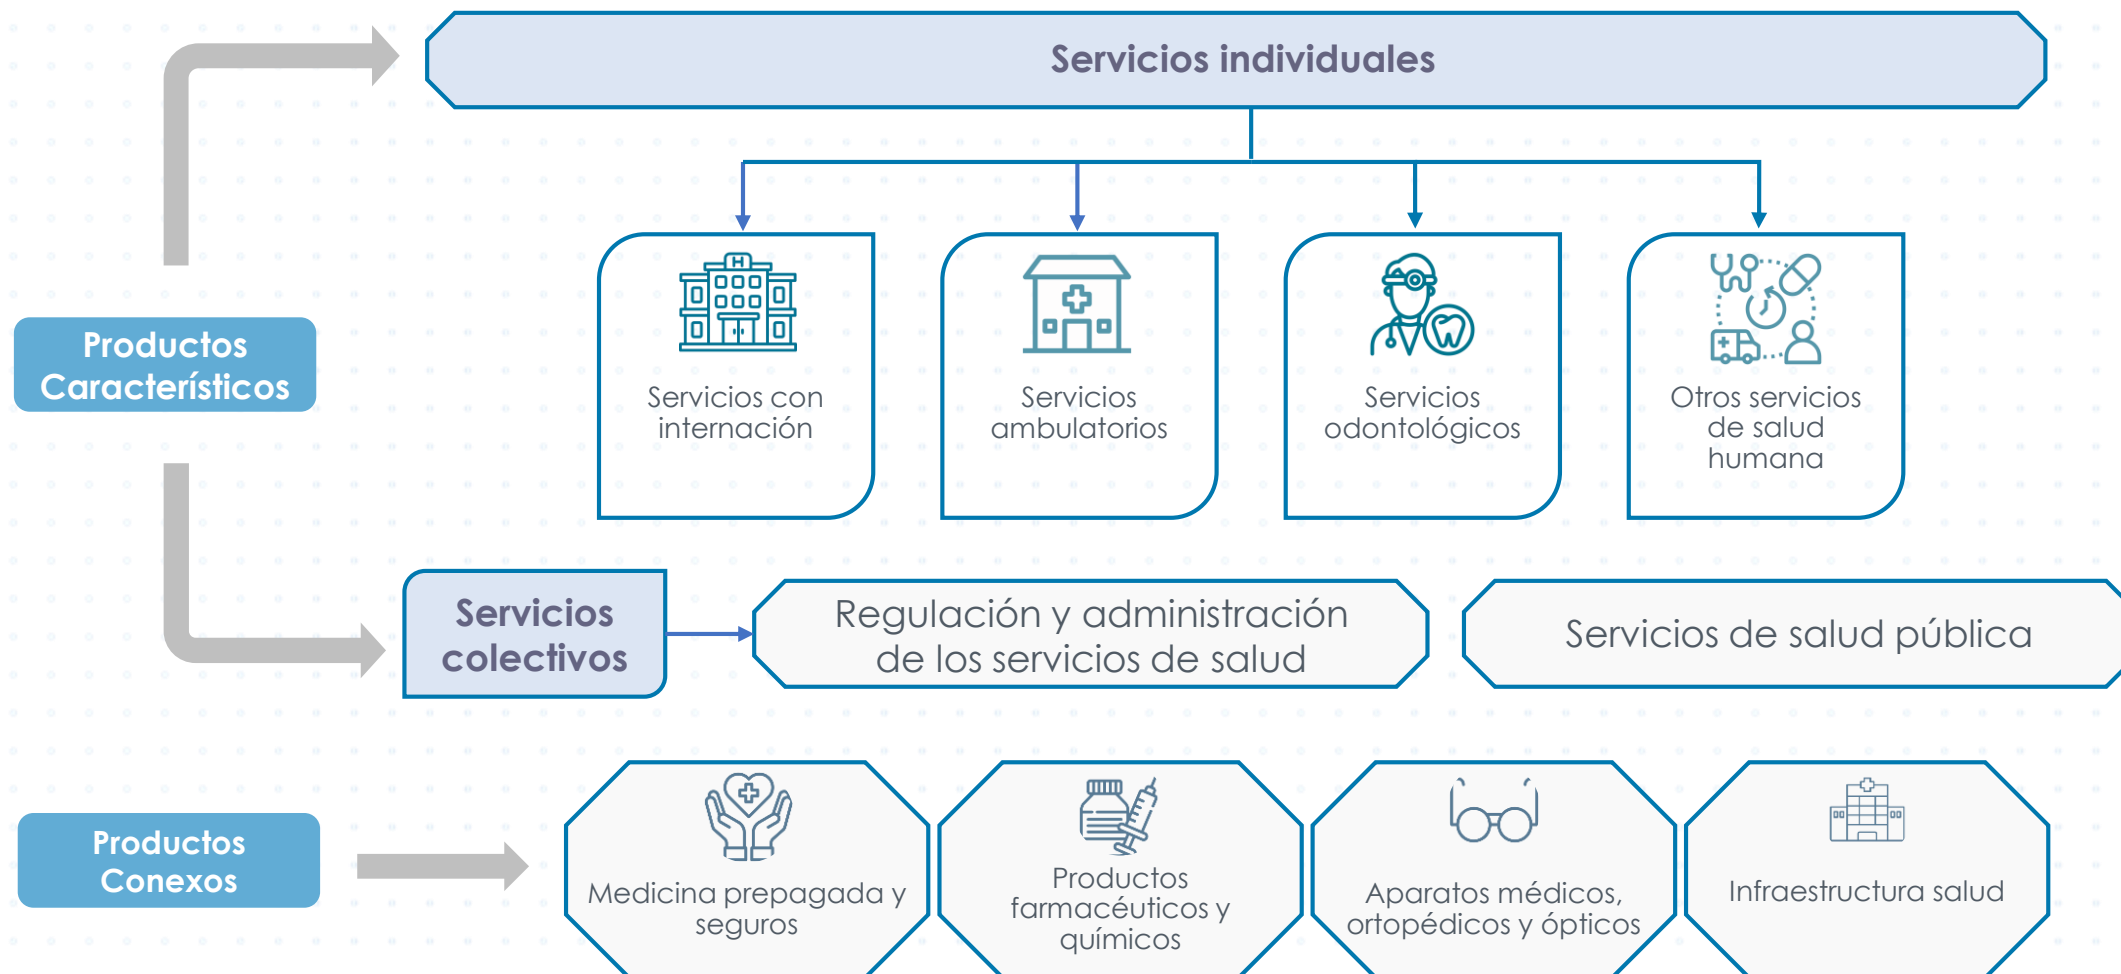 Servicios individuales
Servicios con
internación
Servicios
ambulatorios
Servicios
odontológicos
Otros servicios
de salud
humana
Productos
Característicos
Servicios
colectivos
Regulación y administración
de los servicios de salud
Servicios de salud pública
Productos
Conexos
Medicina prepagada y
seguros
Productos
farmacéuticos y
químicos
Aparatos médicos,
ortopédicos y ópticos
Infraestructura salud